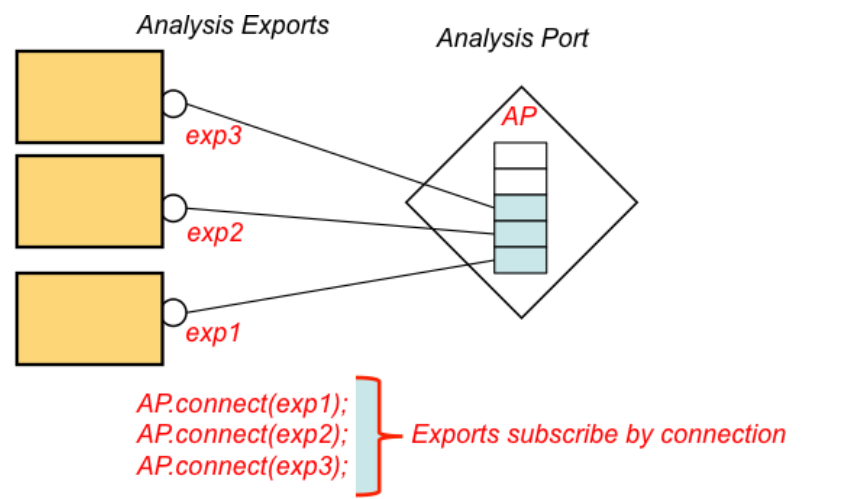 Analysis Exports
Analysis Port
AP
exp3
exp2
exp1
AP.connect(exp1);
AP.connect(exp2);
AP.connect(exp3);
Exports subscribe by connection